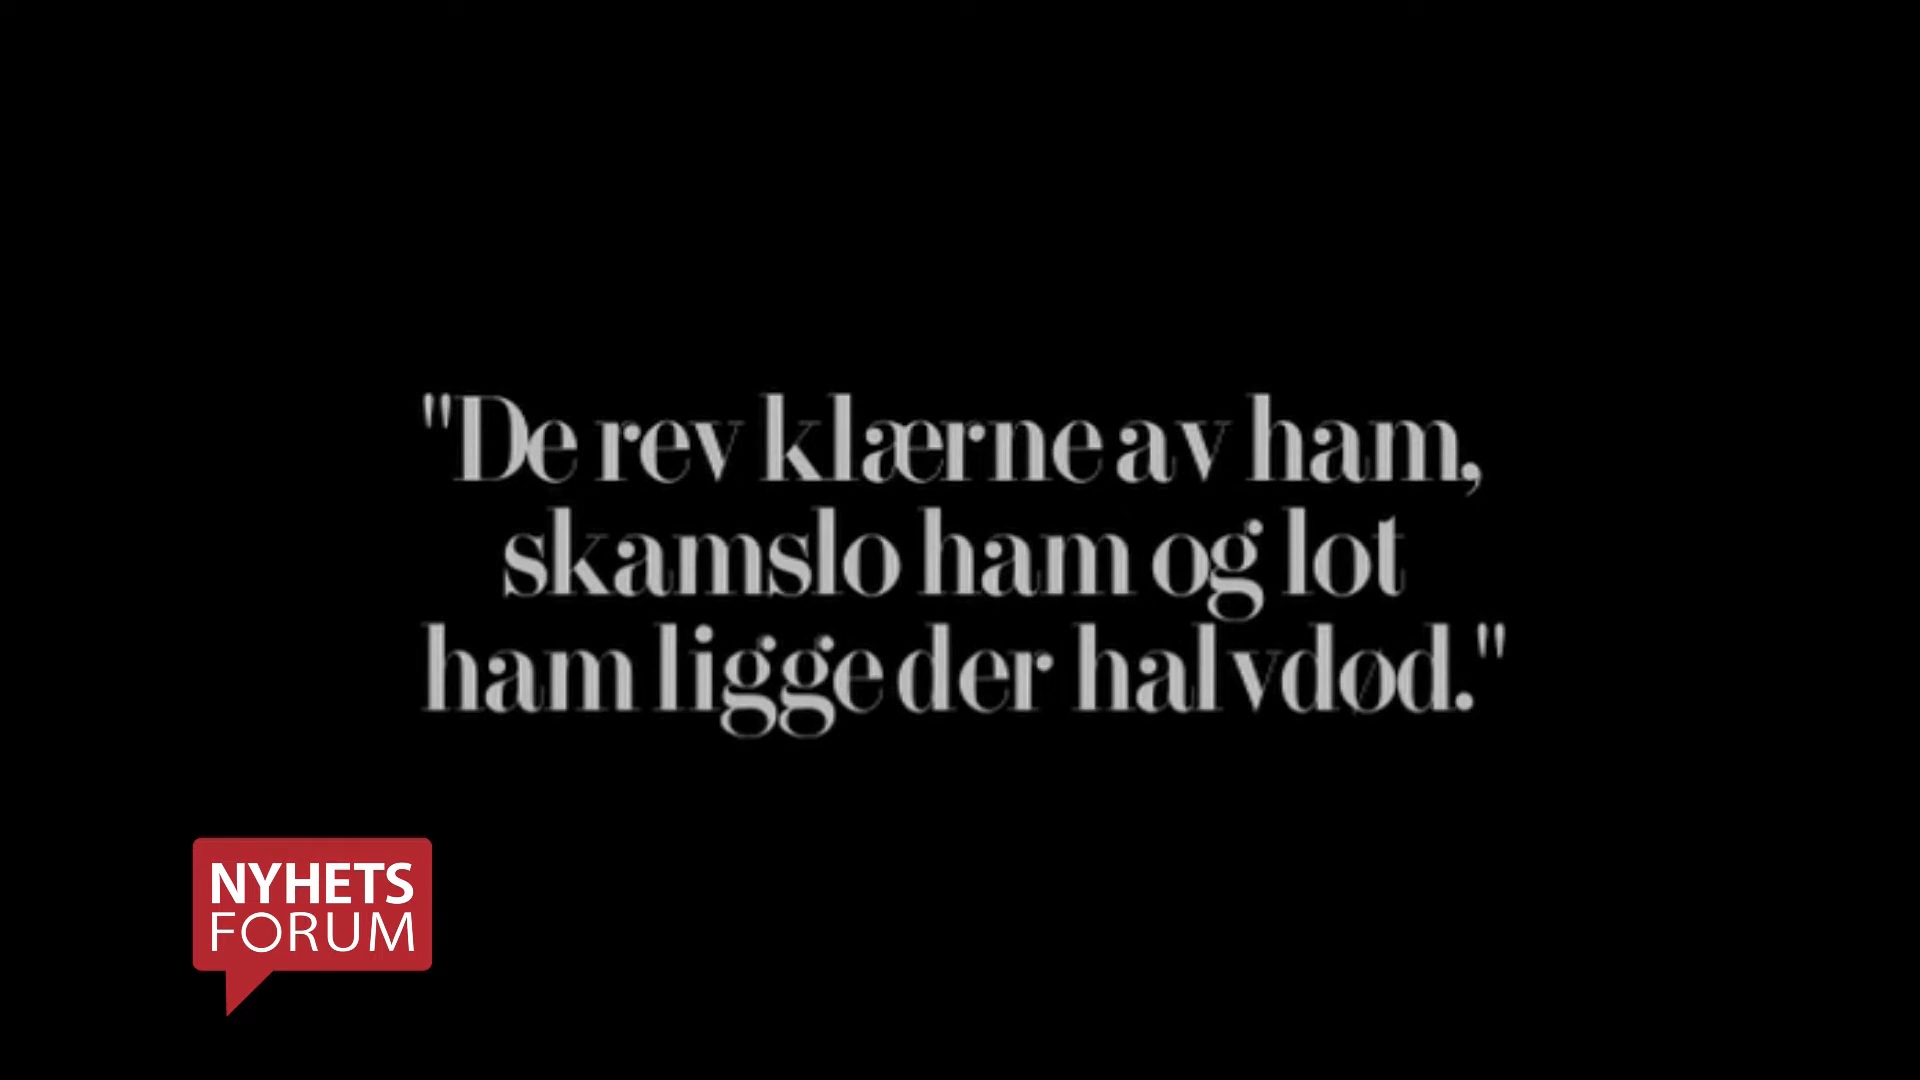 "De rev klærne av ham,
skamslo ham og lot
ham ligge der halvdød."
NYHETS
FORUM